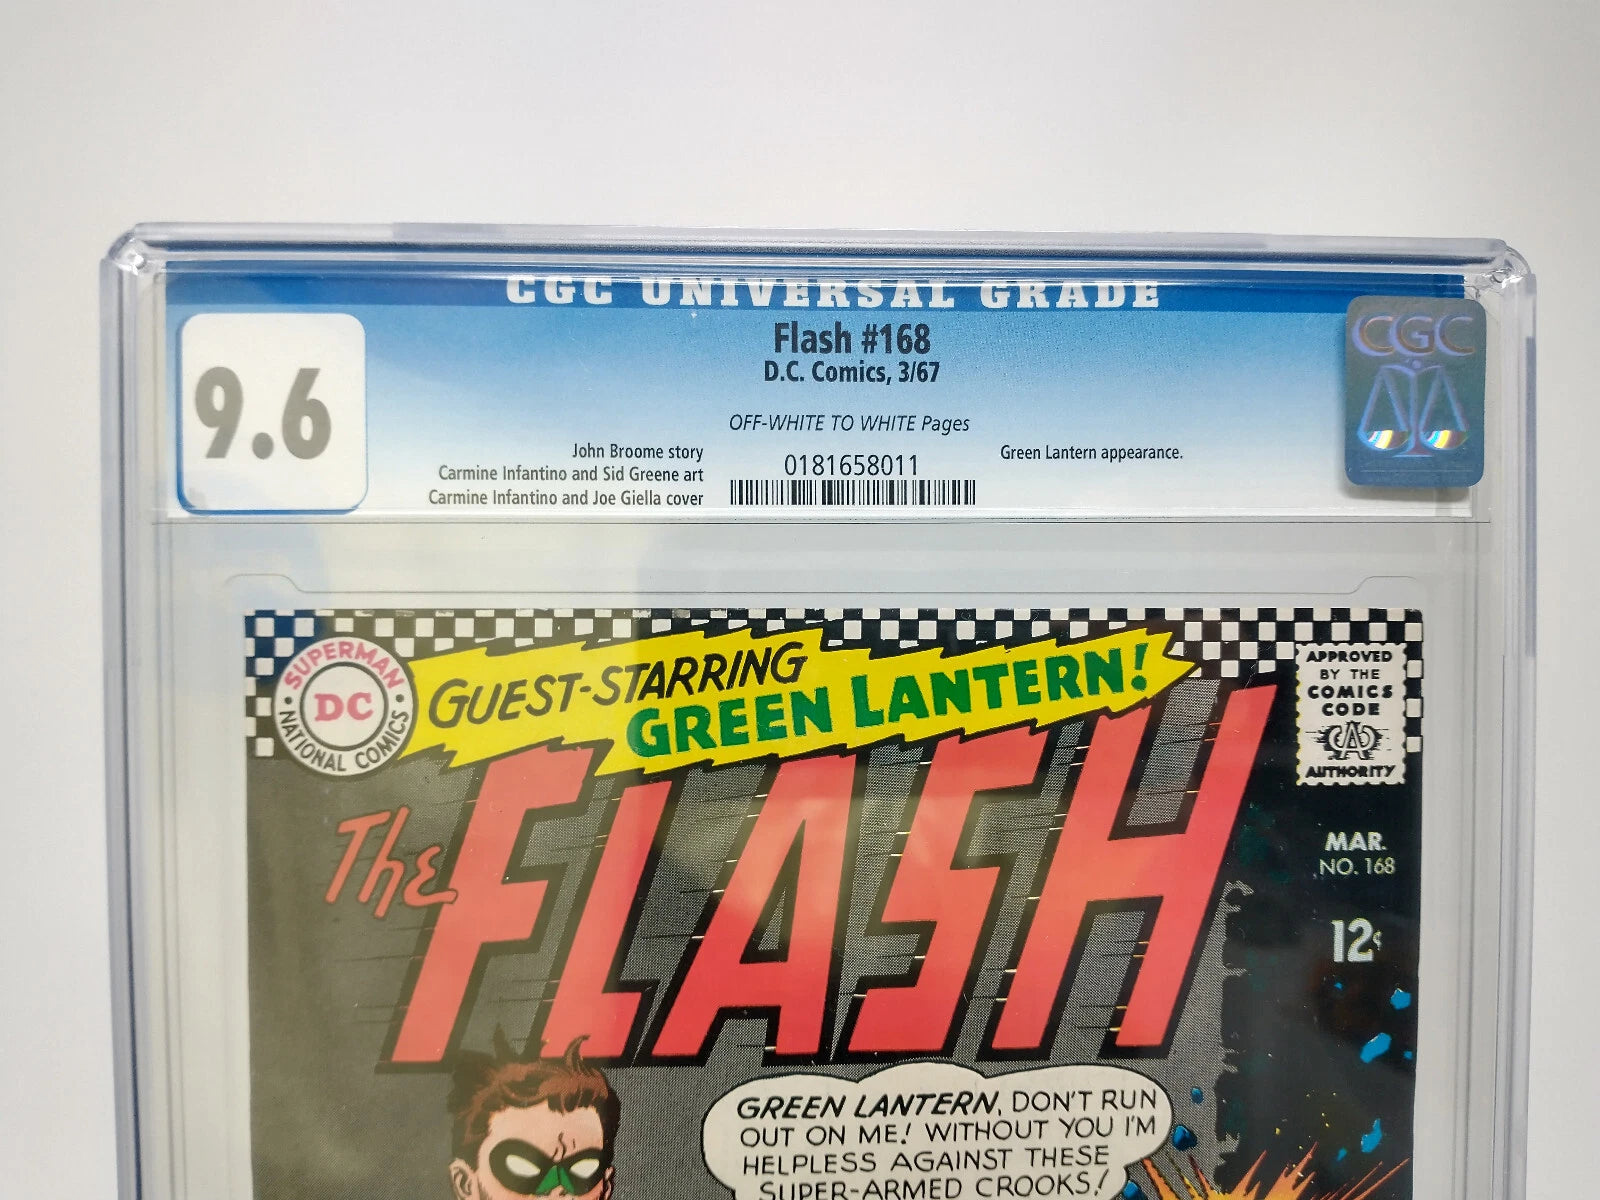 CGC UNIVERSAL GRADE
9.6
Flash #168
D.C. Comics, 3/67
OFF-WHITE TO WHITE Pages
John Broome story
Carmine Infantino and Sid Greene art
Carmine Infantino and Joe Giella cover
0181658011
Green Lantern appearance.
CGC
SUPERMAN
DC
NATIONAL COMICS
GUEST-STARRING
GREEN LANTERN!
APPROVED
BY THE
COMICS
CODE
CA
AUTHORITY
The FLASH
MAR.
NO. 168
12¢
GREEN LANTERN, DON'T RUN
OUT ON ME! WITHOUT YOU I'M
HELPLESS AGAINST THESE
SUPER-ARMED CROOKS!